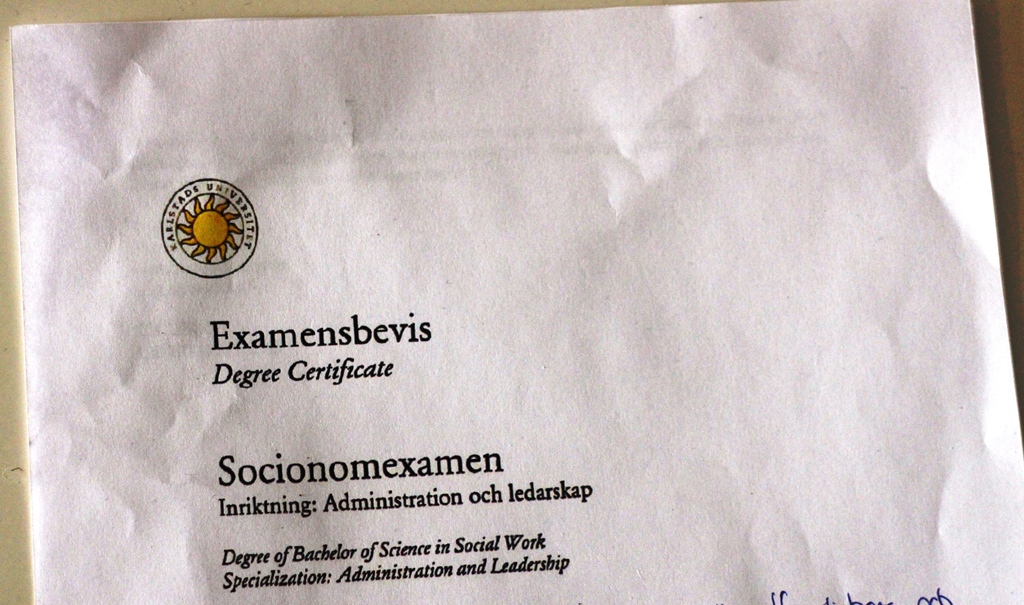 KARLSTADS UNIVERSITET
Examensbevis
Degree Certificate
Socionomexamen
Inriktning: Administration och ledarskap
Degree of Bachelor of Science in Social Work
Specialization: Administration and Leadership
och